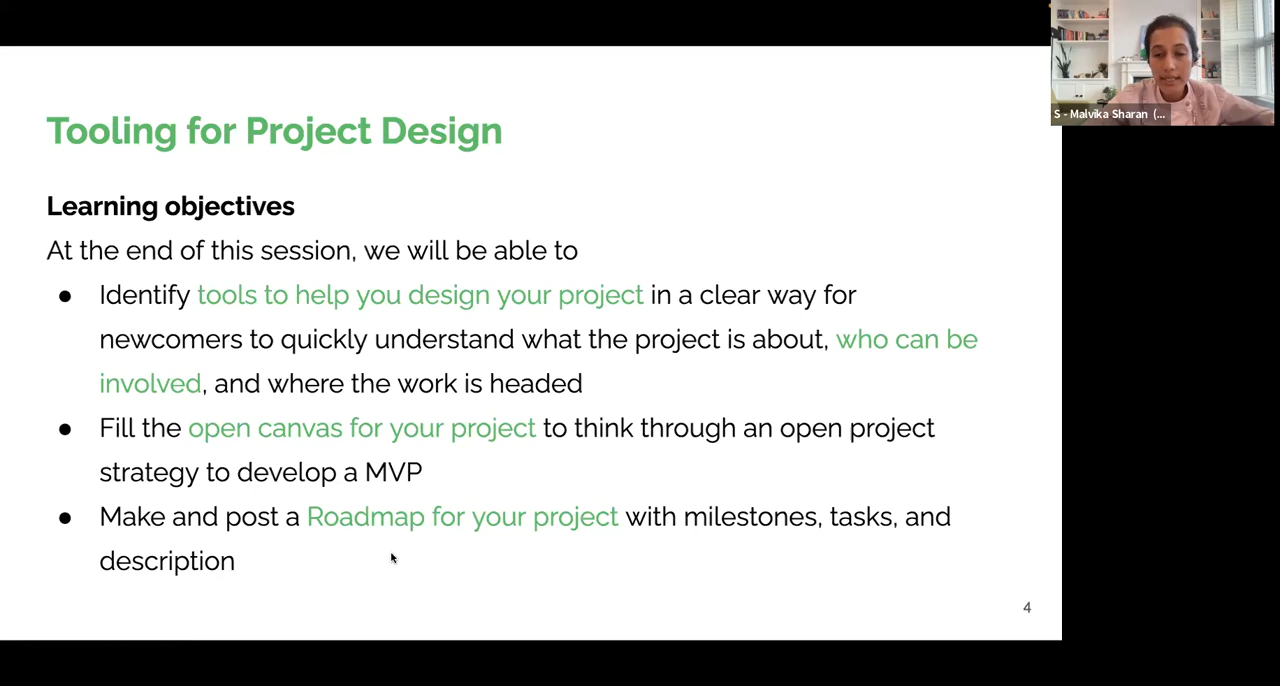 Tooling for Project Design
Learning objectives
At the end of this session, we will be able to
● Identify tools to help you design your project in a clear way for
newcomers to quickly understand what the project is about, who can be
involved, and where the work is headed
● Fill the open canvas for your project to think through an open project
strategy to develop a MVP
● Make and post a Roadmap for your project with milestones, tasks, and
description
4
S - Malvika Sharan (...